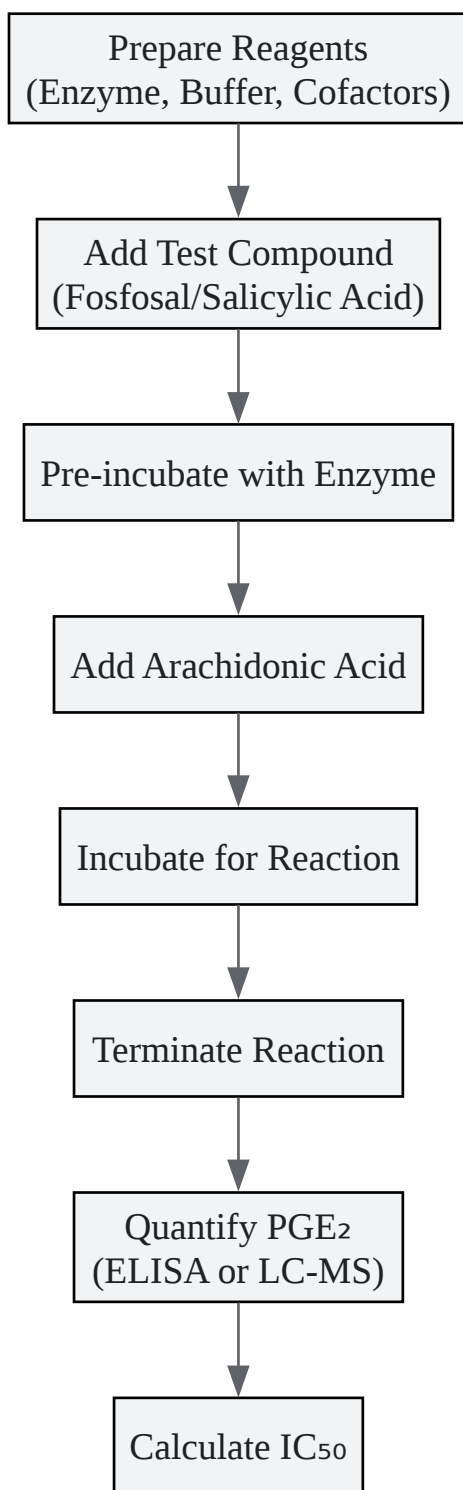 Prepare Reagents
(Enzyme, Buffer, Cofactors)
Add Test Compound
(Fosfosal/Salicylic Acid)
Pre-incubate with Enzyme
Add Arachidonic Acid
Incubate for Reaction
Terminate Reaction
Quantify PGE₂
(ELISA or LC-MS)
Calculate IC₅₀